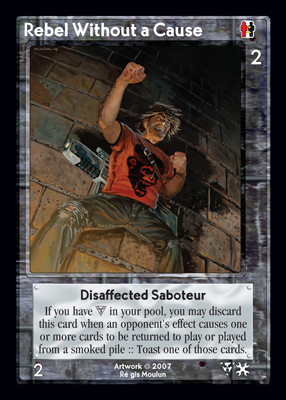 Rebel Without a Cause
2
Disaffected Saboteur
If you have in your pool, you may discard
this card when an opponent's effect causes one
or more cards to be returned to play or played
from a smoked pile :: Toast one of those cards.
Artwork © 2007
2
Ré gis Moulun